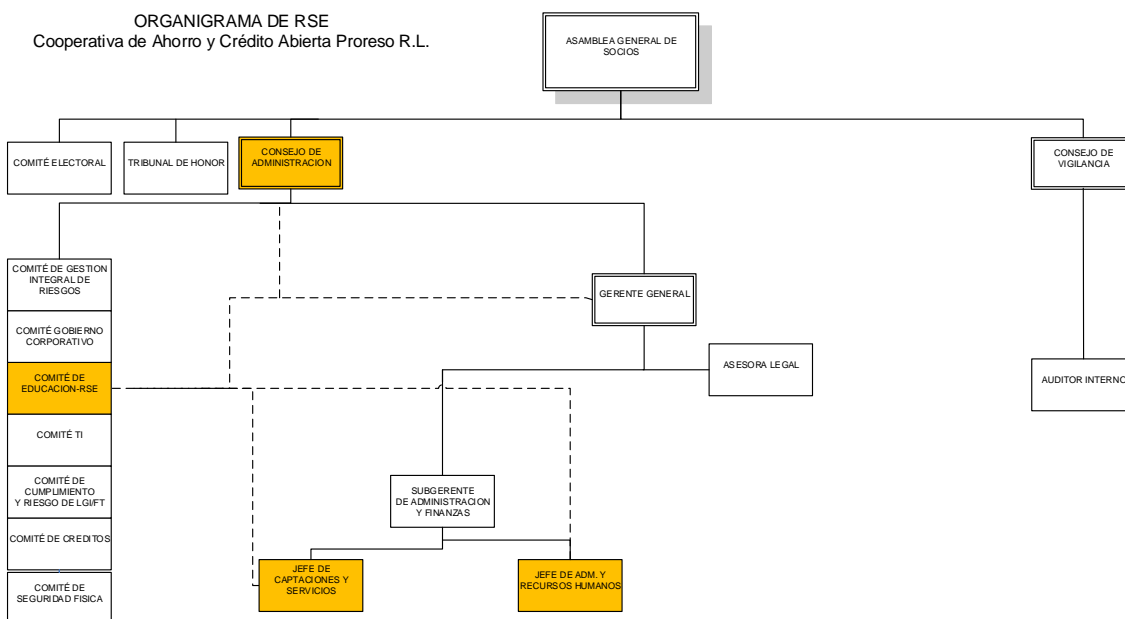 ORGANIGRAMA DE RSE
Cooperativa de Ahorro y Crédito Abierta Proreso R.L.
ASAMBLEA GENERAL DE
SOCIOS
COMITÉ ELECTORAL
TRIBUNAL DE HONOR
CONSEJO DE
ADMINISTRACION
CONSEJO DE
VIGILANCIA
COMITÉ DE GESTION
INTEGRAL DE
RIESGOS
GERENTE GENERAL
COMITÉ GOBIERNO
CORPORATIVO
ASESORA LEGAL
COMITÉ DE
EDUCACION-RSE
AUDITOR INTERNO
COMITÉ TI
COMITÉ DE
CUMPLIMIENTO
Y RIESGO DE LGI/FT
SUBGERENTE
DE ADMINISTRACION
Y FINANZAS
COMITÉ DE CREDITOS
JEFE DE
CAPTACIONES Y
SERVICIOS
JEFE DE ADM. Y
RECURSOS HUMANOS
COMITÉ DE
SEGURIDAD FISICA